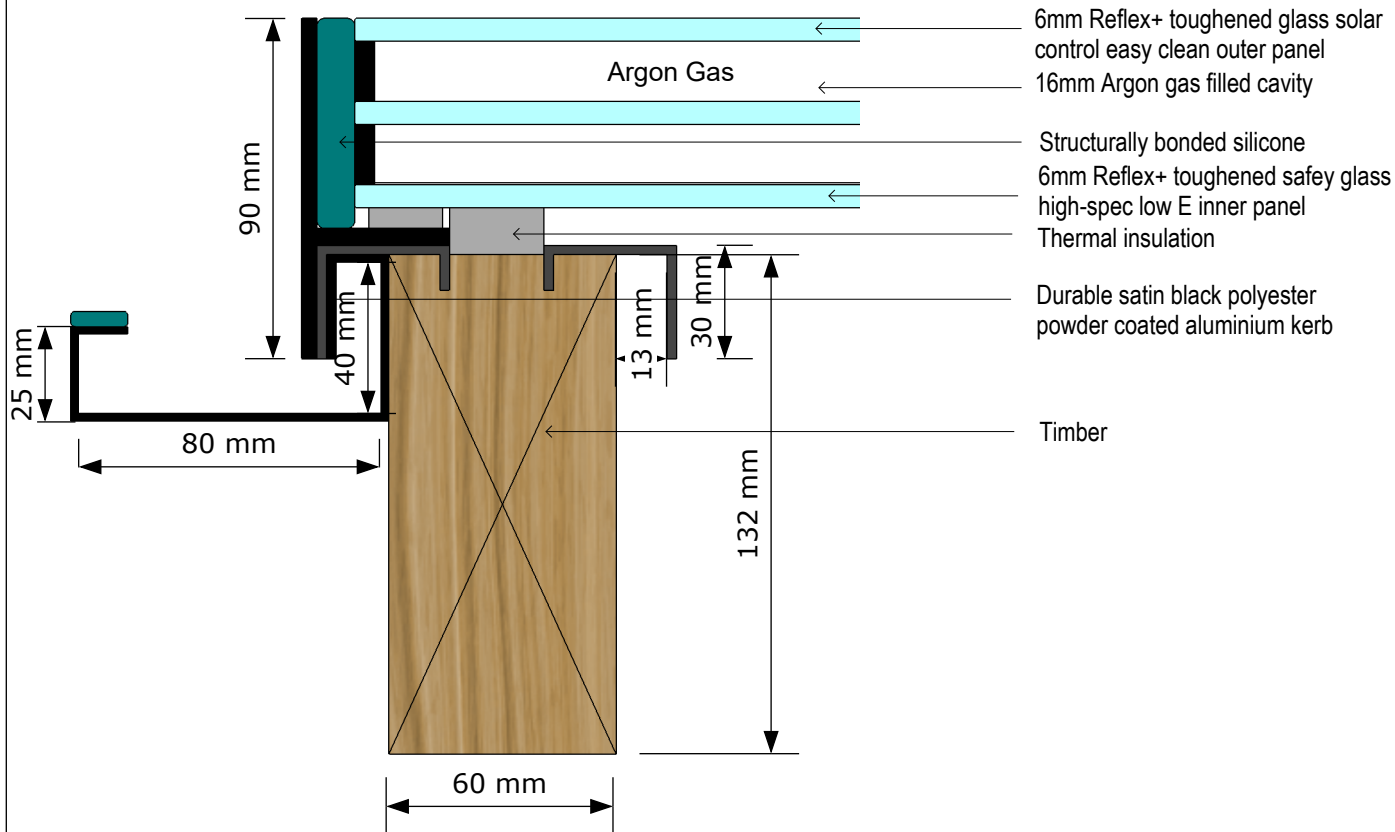 6mm Reflex+ toughened glass solar
control easy clean outer panel
Argon Gas
16mm Argon gas filled cavity
Structurally bonded silicone
6mm Reflex+ toughened safey glass
high-spec low E inner panel
Thermal insulation
Durable satin black polyester
powder coated aluminium kerb
Timber
90 mm
25 mm
40 mm
80 mm
13 mm
30 mm
132 mm
60 mm